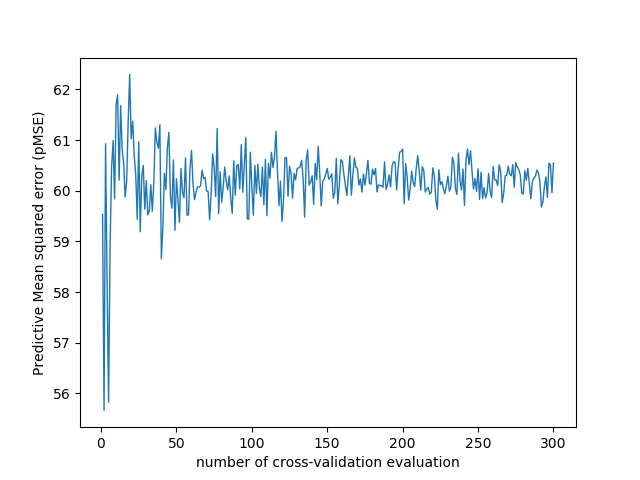 62
61
60
59
58
57
56
Predictive Mean squared error (pMSE)
0 50 100 150 200 250 300
number of cross-validation evaluation